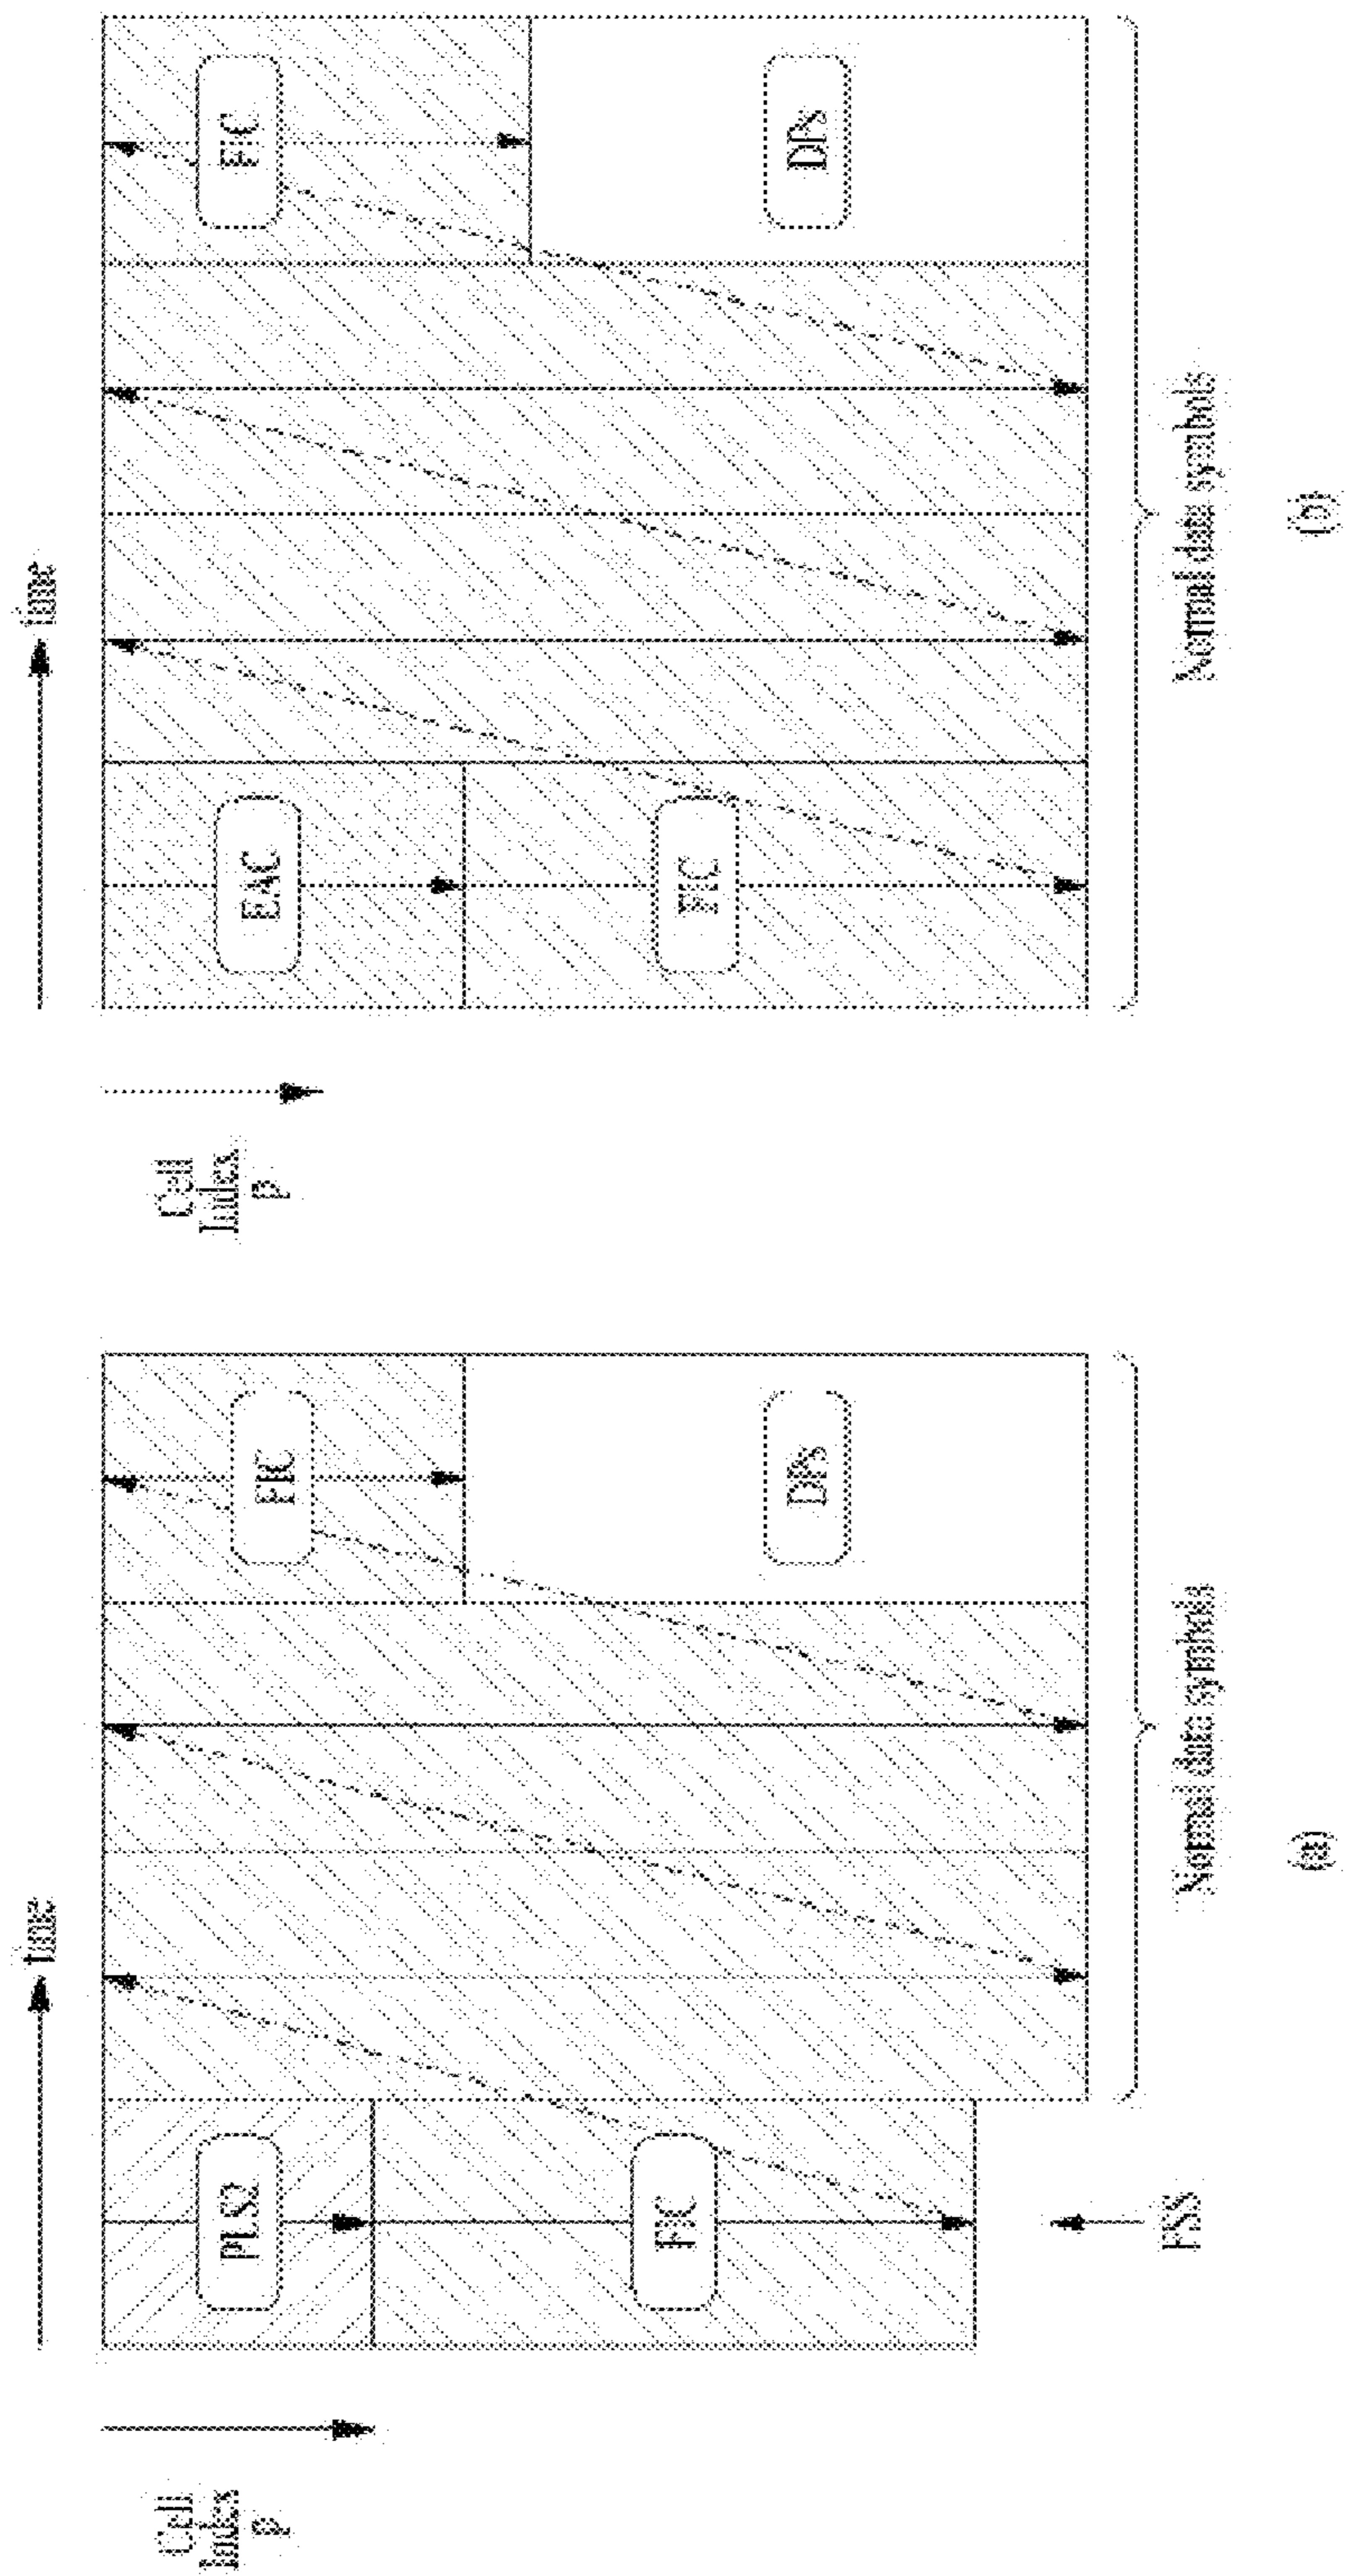 time
Cell
Index
p
PLS2
FIC
FIC
DPs
FSS
Normal data symbols
(a)
time
Cell
Index
p
EAC
FIC
FIC
DPs
Normal data symbols
(b)